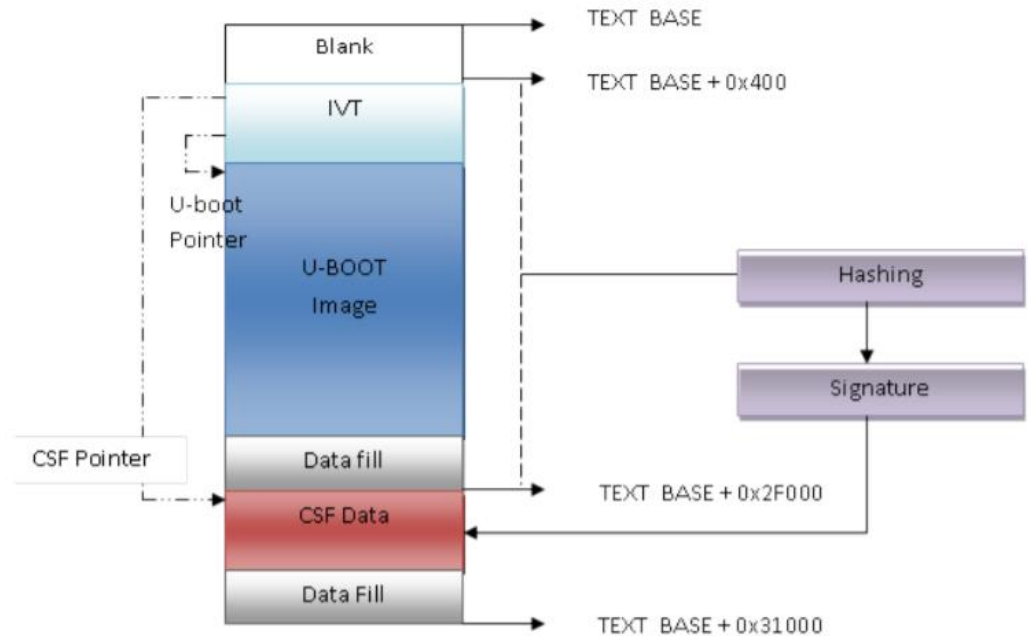 Blank
TEXT BASE
TEXT BASE + 0x400
IVT
U-boot
Pointer
U-BOOT
Image
Hashing
Signature
CSF Pointer
Data fill
TEXT BASE + 0x2F000
CSF Data
Data Fill
TEXT BASE + 0x31000